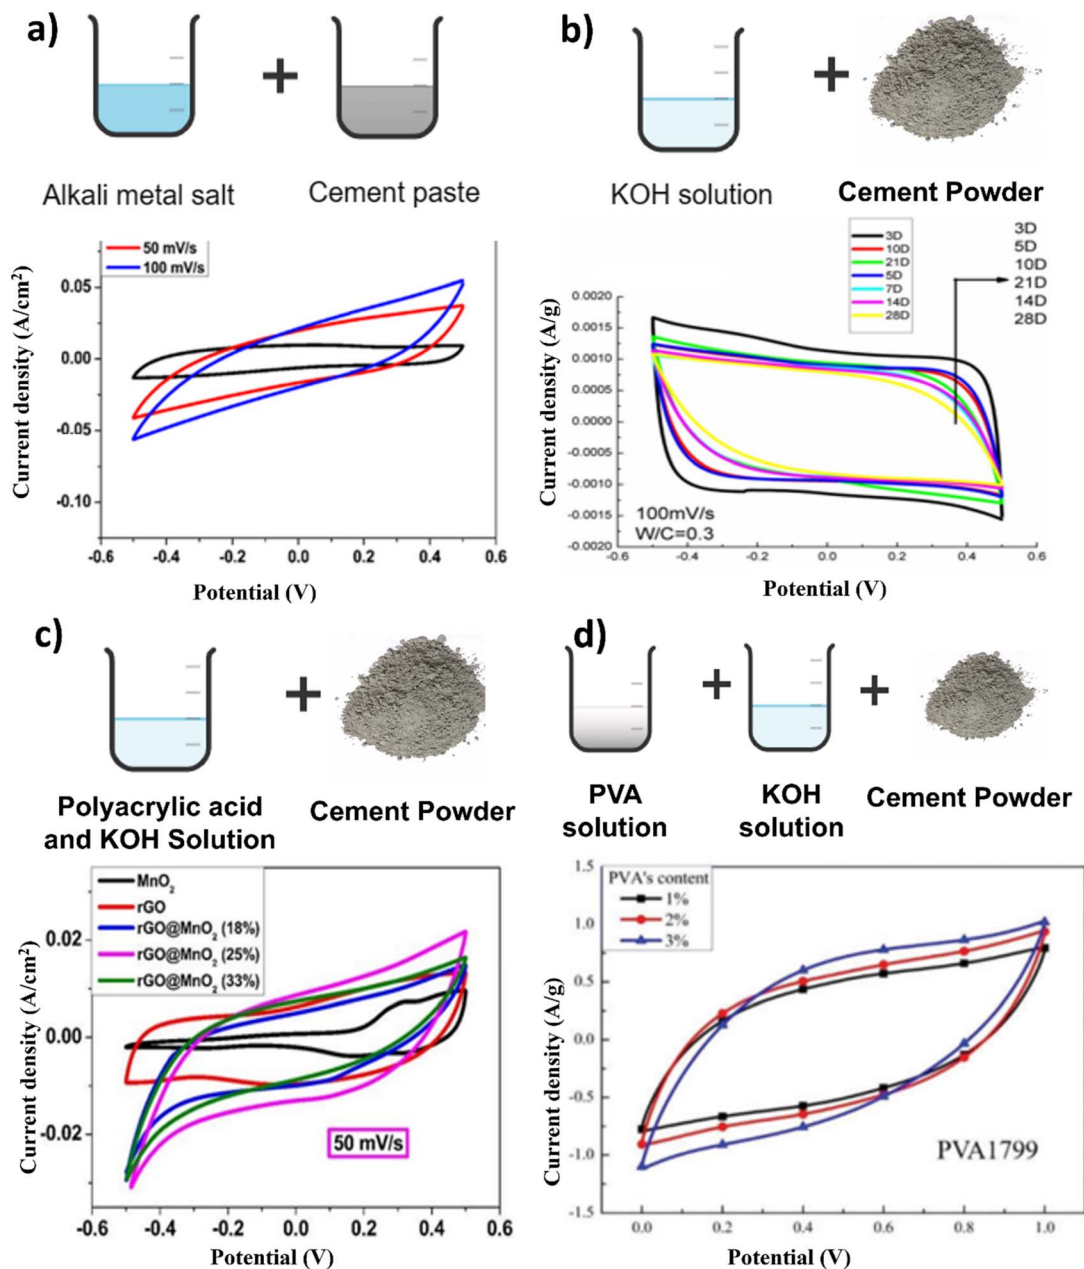 a)
Alkali metal salt
+
Cement paste
50 mV/s
100 mV/s
Current density (A/cm²)
0.05
0.00
-0.05
-0.10
-0.6 -0.4 -0.2 0.0 0.2 0.4 0.6
Potential (V)
b)
KOH solution
+
Cement Powder
3D
10D
21D
5D
7D
14D
28D
3D
5D
10D
21D
14D
28D
Current density (A/g)
0.0020
0.0015
0.0010
0.0005
0.0000
-0.0005
-0.0010
-0.0015
-0.0020
100mV/s
W/C=0.3
-0.6 -0.4 -0.2 0.0 0.2 0.4 0.6
Potential (V)
c)
+
Polyacrylic acid
and KOH Solution
Cement Powder
MnO₂
rGO
rGO@MnO₂ (18%)
rGO@MnO₂ (25%)
rGO@MnO₂ (33%)
Current density (A/cm²)
0.02
0.00
-0.02
50 mV/s
-0.6 -0.4 -0.2 0.0 0.2 0.4 0.6
Potential (V)
d)
+
+
PVA
solution
KOH
solution
Cement Powder
PVA's content
1%
2%
3%
Current density (A/g)
1.5
1.0
0.5
0.0
-0.5
-1.0
-1.5
PVA1799
0.0 0.2 0.4 0.6 0.8 1.0
Potential (V)